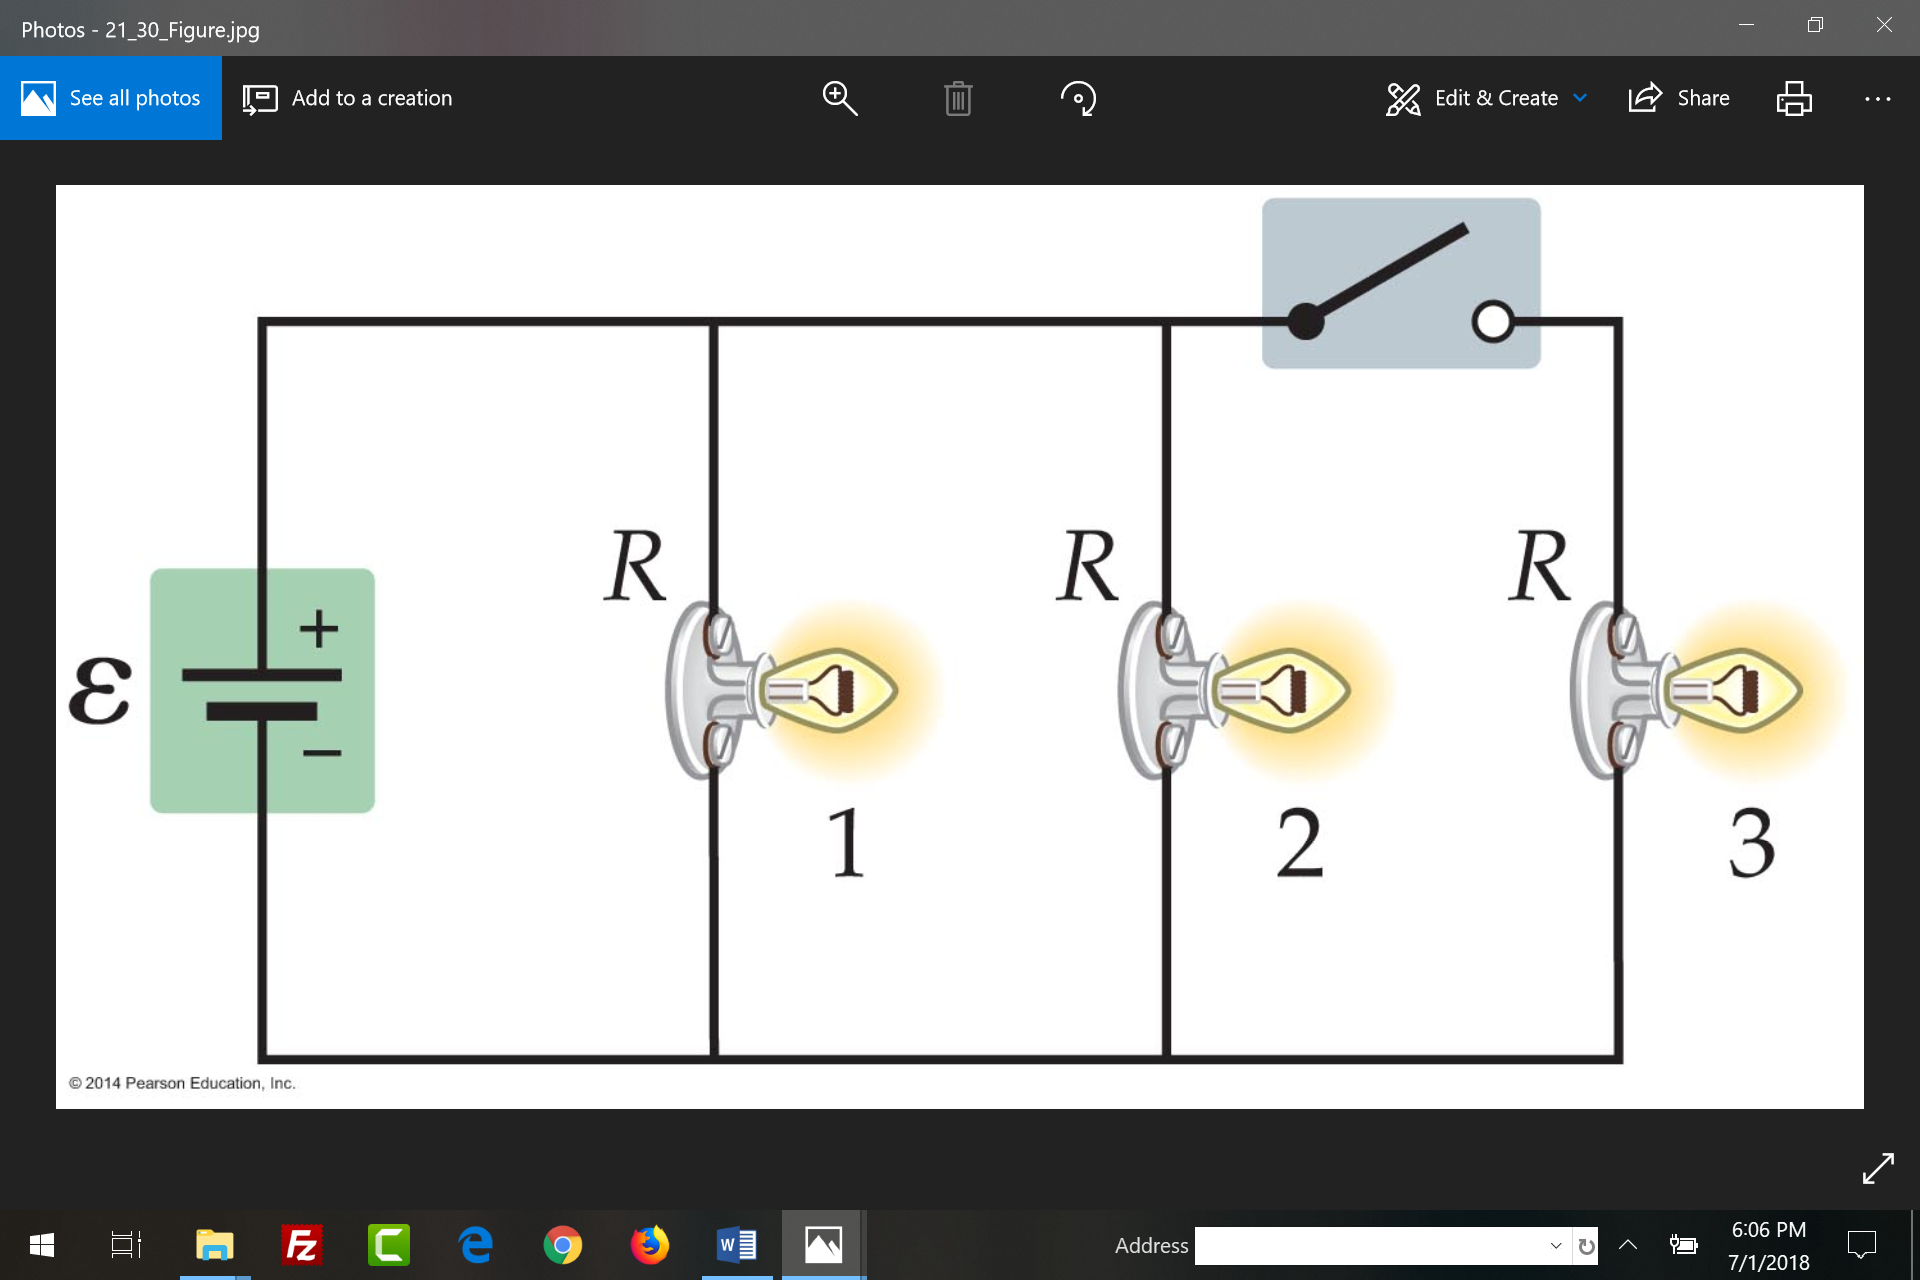 Photos - 21_30_Figure.jpg
See all photos
Add to a creation
Edit & Create
Share
R R R
ε + −
1 2 3
© 2014 Pearson Education, Inc.
Address
6:06 PM
7/1/2018